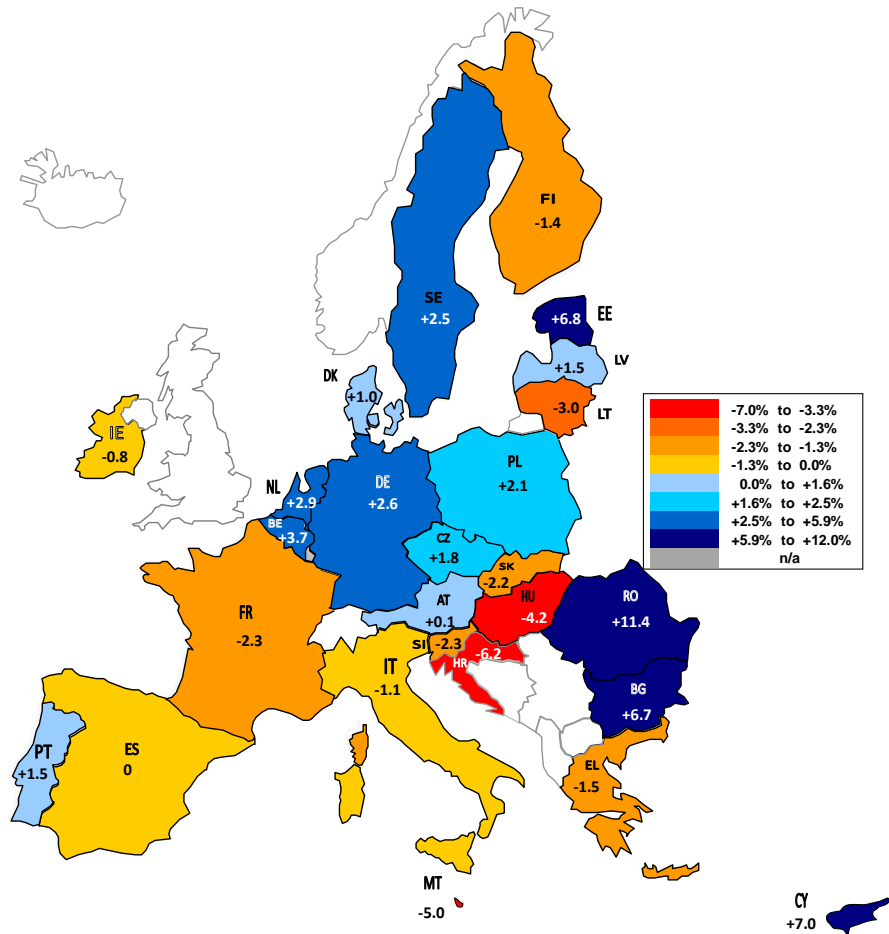 FI
-1.4
SE
+2.5
EE
+6.8
LV
+1.5
DK
+1.0
-3.0
LT
IE
-0.8
-7.0% to -3.3%
-3.3% to -2.3%
-2.3% to -1.3%
-1.3% to 0.0%
0.0% to +1.6%
+1.6% to +2.5%
+2.5% to +5.9%
+5.9% to +12.0%
n/a
NL
+2.9
DE
+2.6
PL
+2.1
BE
+3.7
CZ
+1.8
SK
-2.2
AT
+0.1
HU
-4.2
RO
+11.4
FR
-2.3
SI
-2.3
HR
-6.2
IT
-1.1
BG
+6.7
PT
+1.5
ES
0
EL
-1.5
MT
-5.0
CY
+7.0